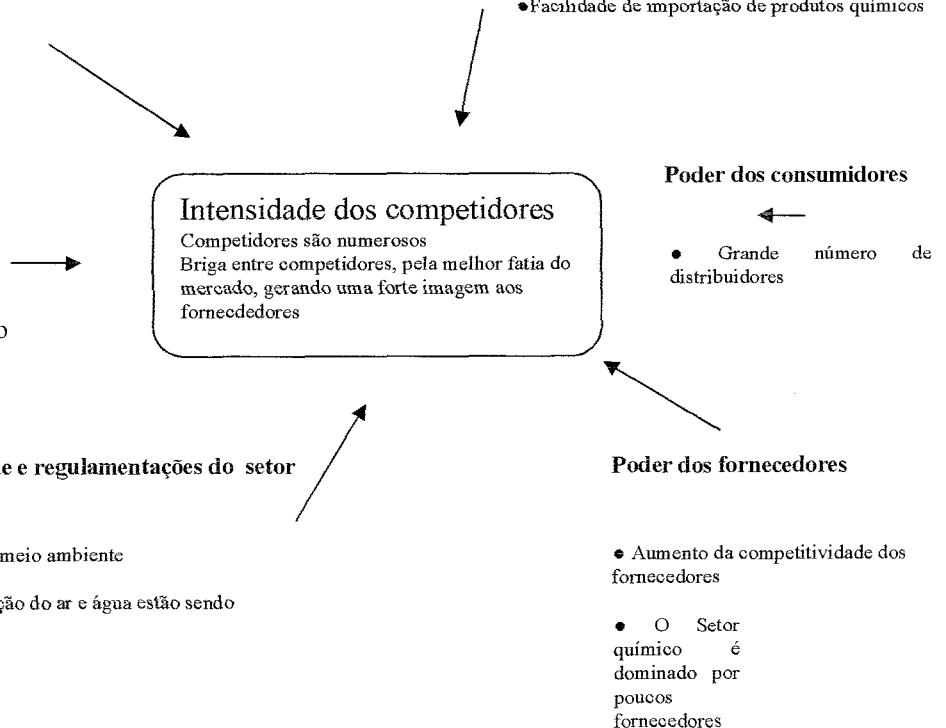 ●Facilidade de importação de produtos químicos
Poder dos consumidores
Intensidade dos competidores
Competidores são numerosos
Briga entre competidores, pela melhor fatia do
mercado, gerando uma forte imagem aos
fornecdedores
● Grande número de
distribuidores
e e regulamentações do setor
Poder dos fornecedores
meio ambiente
ção do ar e água estão sendo
● Aumento da competitividade dos
fornecedores
● O Setor
químico é
dominado por
poucos
fornecedores